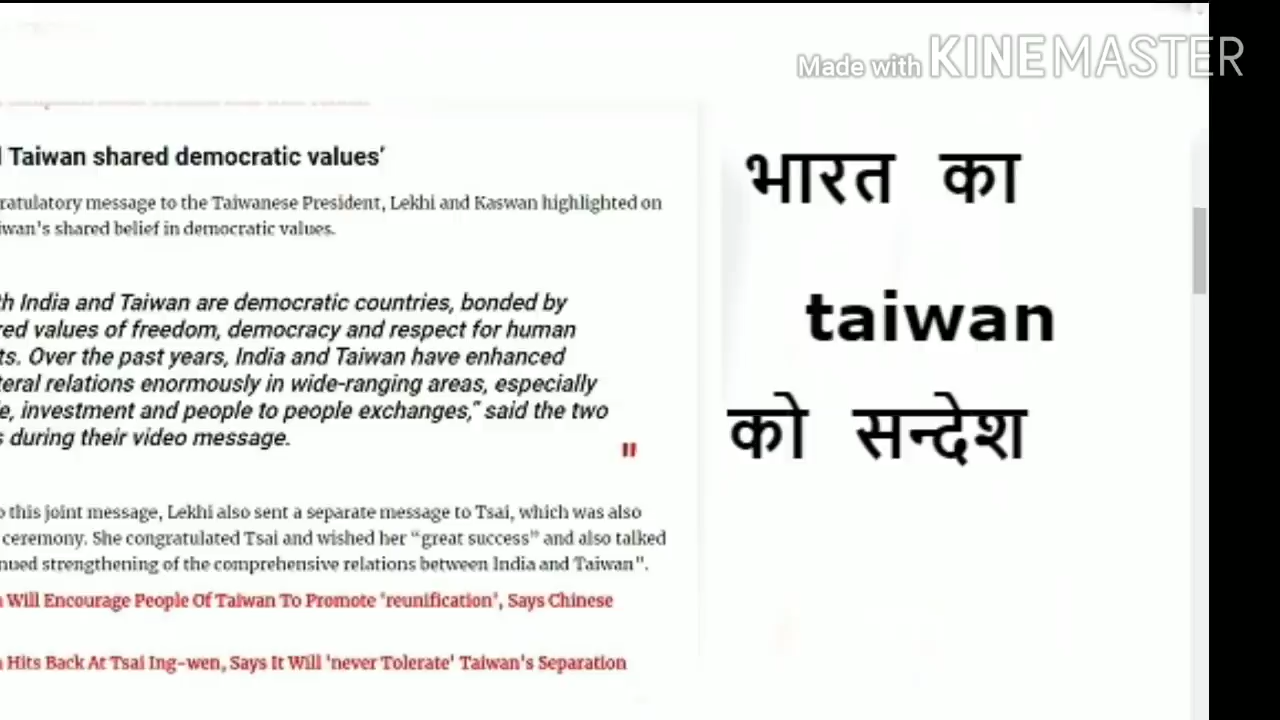 Made with KINEMASTER
Taiwan shared democratic values'
ratulatory message to the Taiwanese President, Lekhi and Kaswan highlighted on
iwan's shared belief in democratic values.
th India and Taiwan are democratic countries, bonded by
red values of freedom, democracy and respect for human
ts. Over the past years, India and Taiwan have enhanced
teral relations enormously in wide-ranging areas, especially
e, investment and people to people exchanges," said the two
s during their video message.
"
o this joint message, Lekhi also sent a separate message to Tsai, which was also
ceremony. She congratulated Tsai and wished her “great success” and also talked
nued strengthening of the comprehensive relations between India and Taiwan".
Will Encourage People Of Taiwan To Promote 'reunification', Says Chinese
Hits Back At Tsai Ing-wen, Says It Will 'never Tolerate' Taiwan's Separation
भारत का
taiwan
को सन्देश